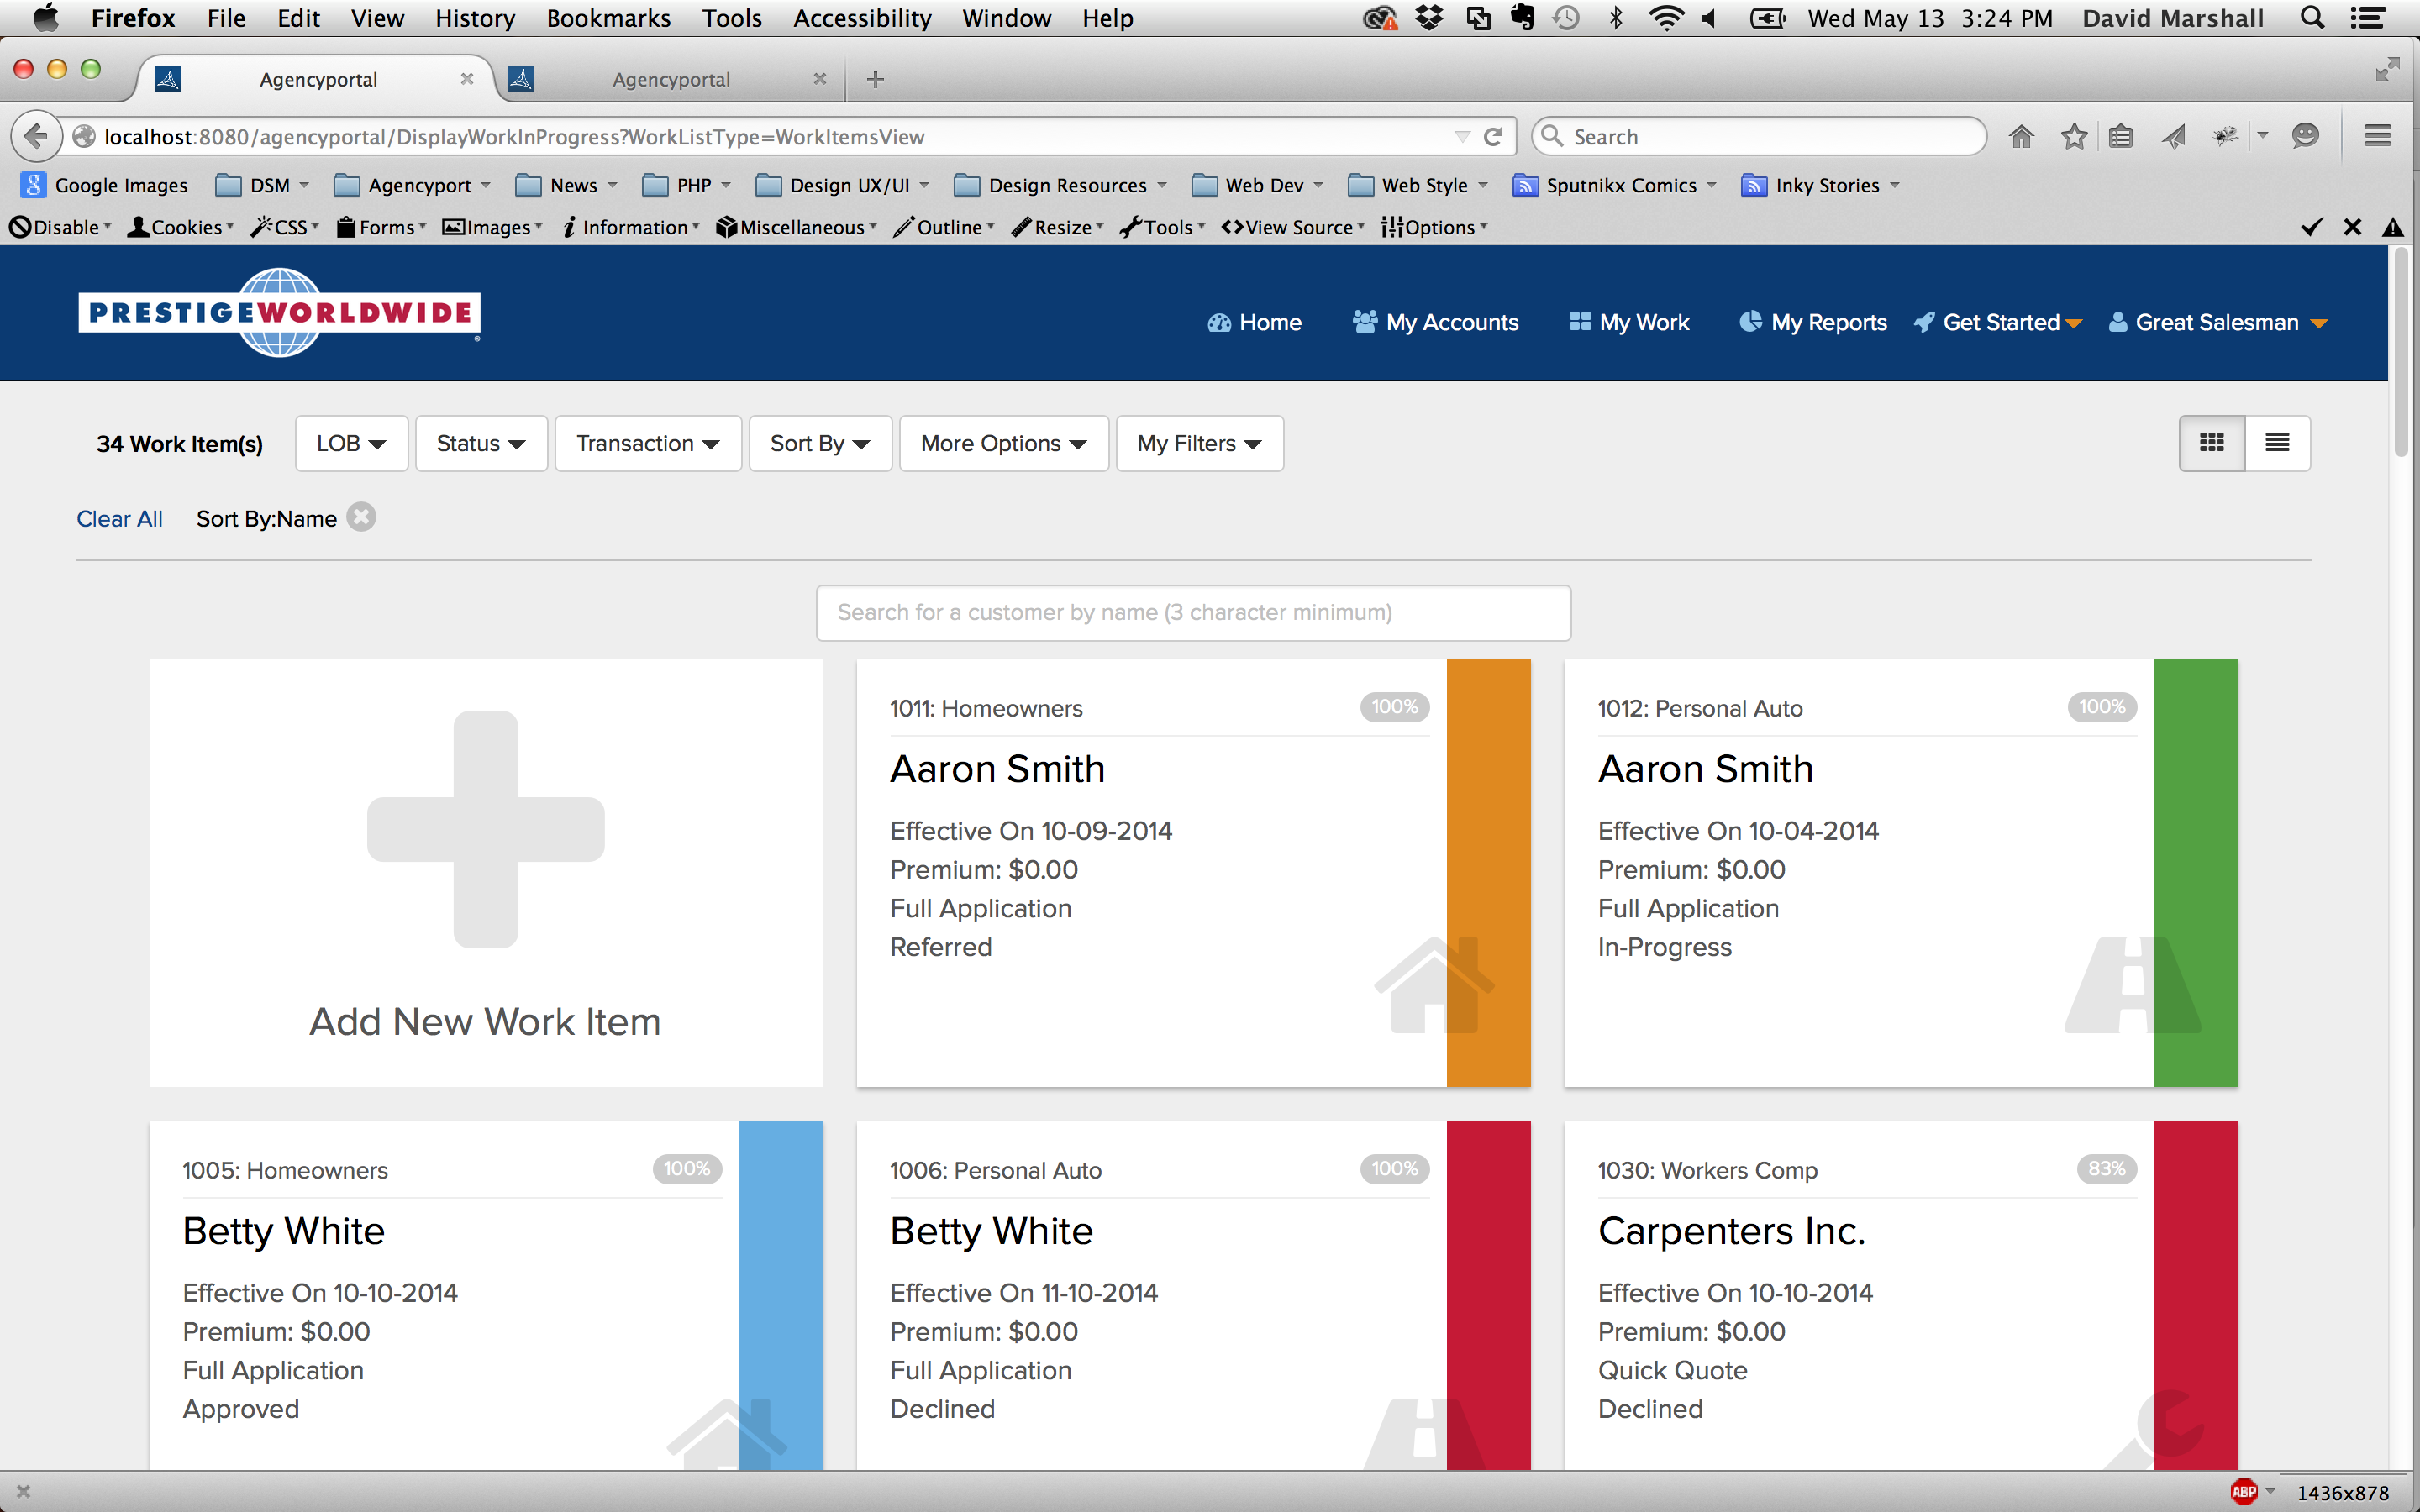 Firefox File Edit View History Bookmarks Tools Accessibility Window Help Wed May 13 3:24 PM David Marshall
Agencyportal Agencyportal
localhost:8080/agencyportal/DisplayWorkInProgress?WorkListType=WorkItemsView Search
Google Images DSM Agencyport News PHP Design UX/UI Design Resources Web Dev Web Style Sputnikx Comics Inky Stories
Disable Cookies CSS Forms Images Information Miscellaneous Outline Resize Tools View Source Options
PRESTIGEWORLDWIDE®
Home My Accounts My Work My Reports Get Started Great Salesman
34 Work Item(s) LOB Status Transaction Sort By More Options My Filters
Clear All Sort By:Name
Search for a customer by name (3 character minimum)
Add New Work Item
1011: Homeowners 100%
Aaron Smith
Effective On 10-09-2014
Premium: $0.00
Full Application
Referred
1012: Personal Auto 100%
Aaron Smith
Effective On 10-04-2014
Premium: $0.00
Full Application
In-Progress
1005: Homeowners 100%
Betty White
Effective On 10-10-2014
Premium: $0.00
Full Application
Approved
1006: Personal Auto 100%
Betty White
Effective On 11-10-2014
Premium: $0.00
Full Application
Declined
1030: Workers Comp 83%
Carpenters Inc.
Effective On 10-10-2014
Premium: $0.00
Quick Quote
Declined
ABP 1436x878